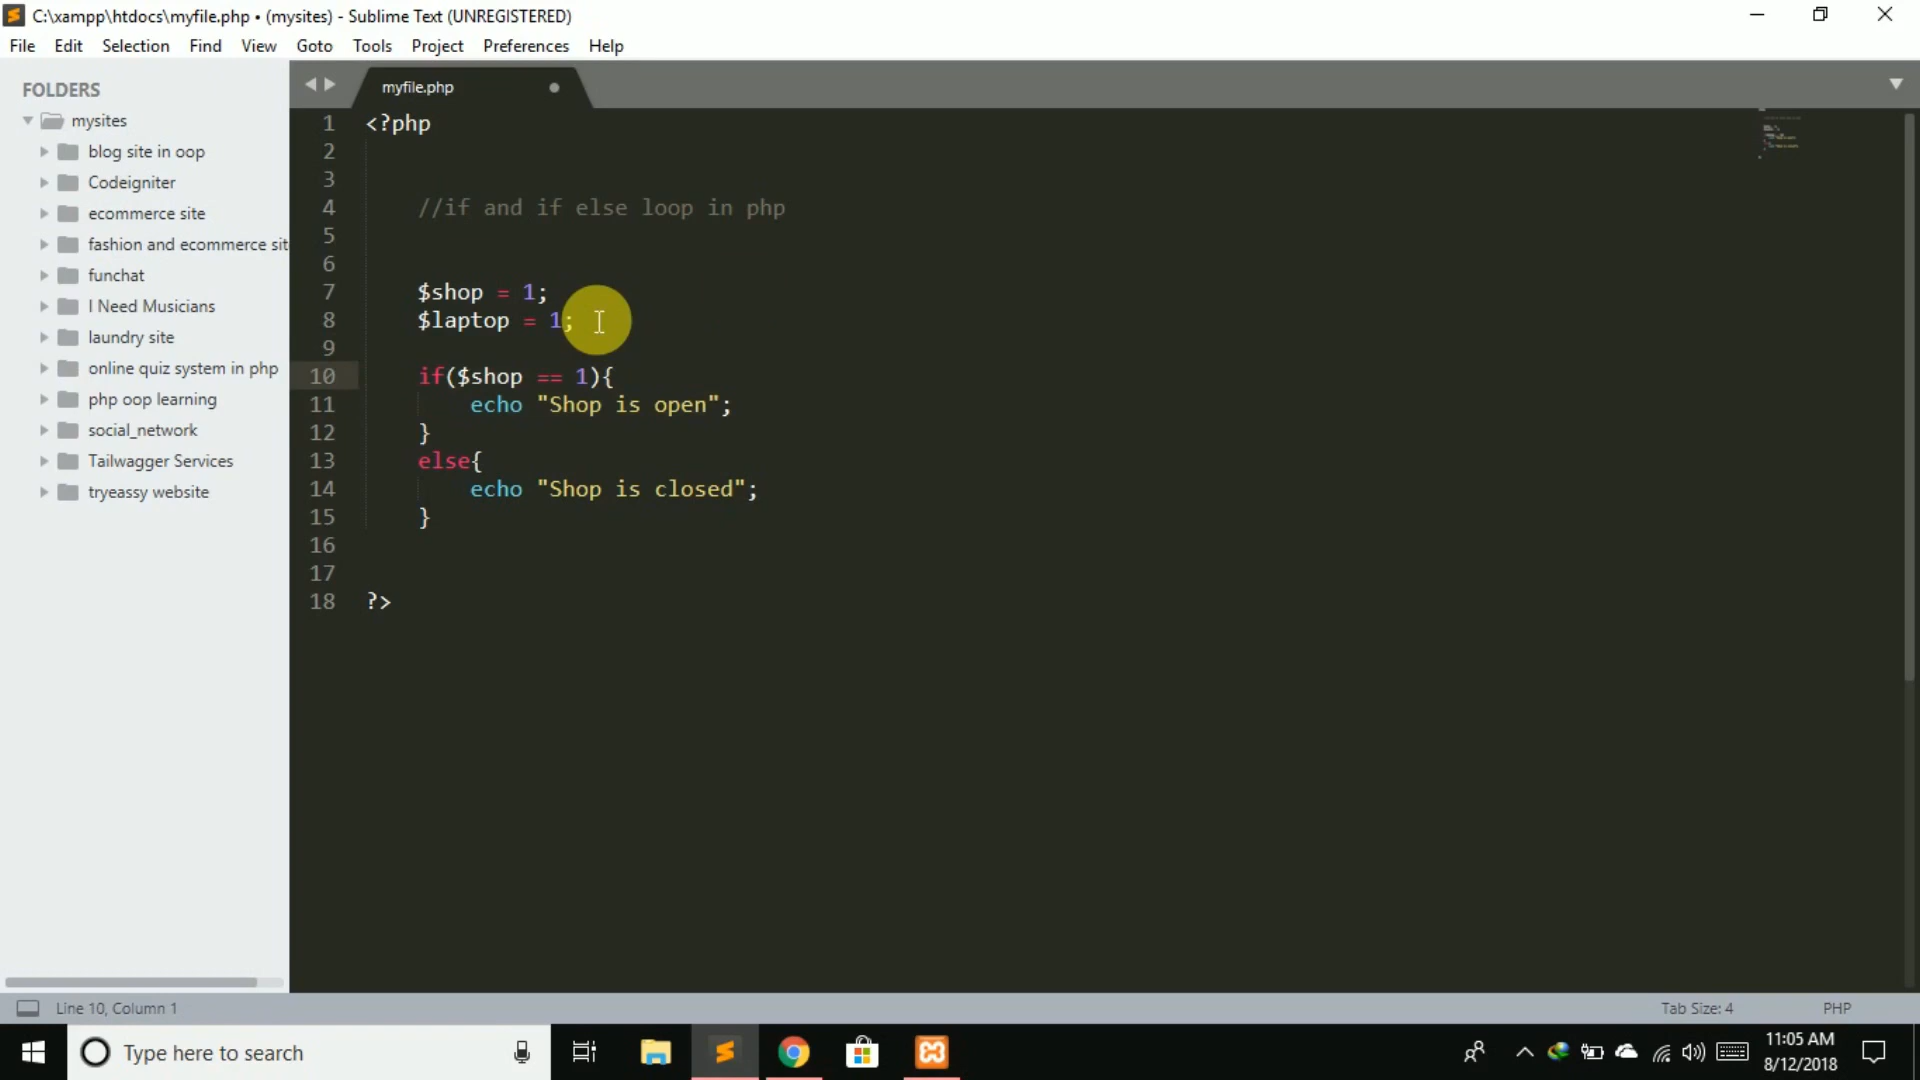 C:\xampp\htdocs\myfile.php • (mysites) - Sublime Text (UNREGISTERED)
File Edit Selection Find View Goto Tools Project Preferences Help
FOLDERS
mysites
blog site in oop
Codeigniter
ecommerce site
fashion and ecommerce sit
funchat
I Need Musicians
laundry site
online quiz system in php
php oop learning
social_network
Tailwagger Services
tryeassy website
myfile.php
1 <?php
2
3
4 //if and if else loop in php
5
6
7 $shop = 1;
8 $laptop = 1;
9
10 if($shop == 1){
11 echo "Shop is open";
12 }
13 else{
14 echo "Shop is closed";
15 }
16
17
18 ?>
Line 10, Column 1 Tab Size: 4 PHP
Type here to search
11:05 AM
8/12/2018